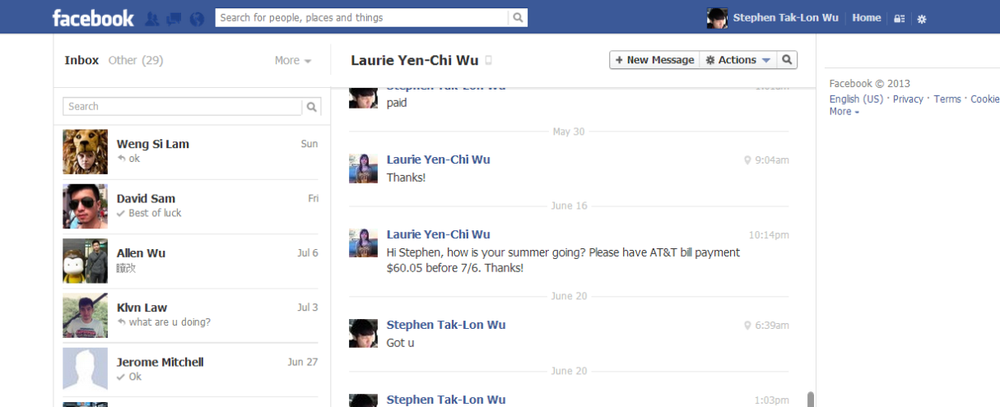 facebook
Search for people, places and things
Stephen Tak-Lon Wu
Home
Inbox
Other (29)
More
Laurie Yen-Chi Wu
+ New Message
Actions
Search
Weng Si Lam
Sun
ok
David Sam
Fri
Best of luck
Allen Wu
Jul 6
Klvn Law
Jul 3
what are u doing?
Jerome Mitchell
Jun 27
Ok
Stephen Tak-Lon Wu
1:01am
paid
May 30
Laurie Yen-Chi Wu
9:04am
Thanks!
June 16
Laurie Yen-Chi Wu
10:14pm
Hi Stephen, how is your summer going? Please have AT&T bill payment
$60.05 before 7/6. Thanks!
June 20
Stephen Tak-Lon Wu
6:39am
Got u
June 20
Stephen Tak-Lon Wu
1:03pm
Facebook © 2013
English (US) · Privacy · Terms · Cookie
More